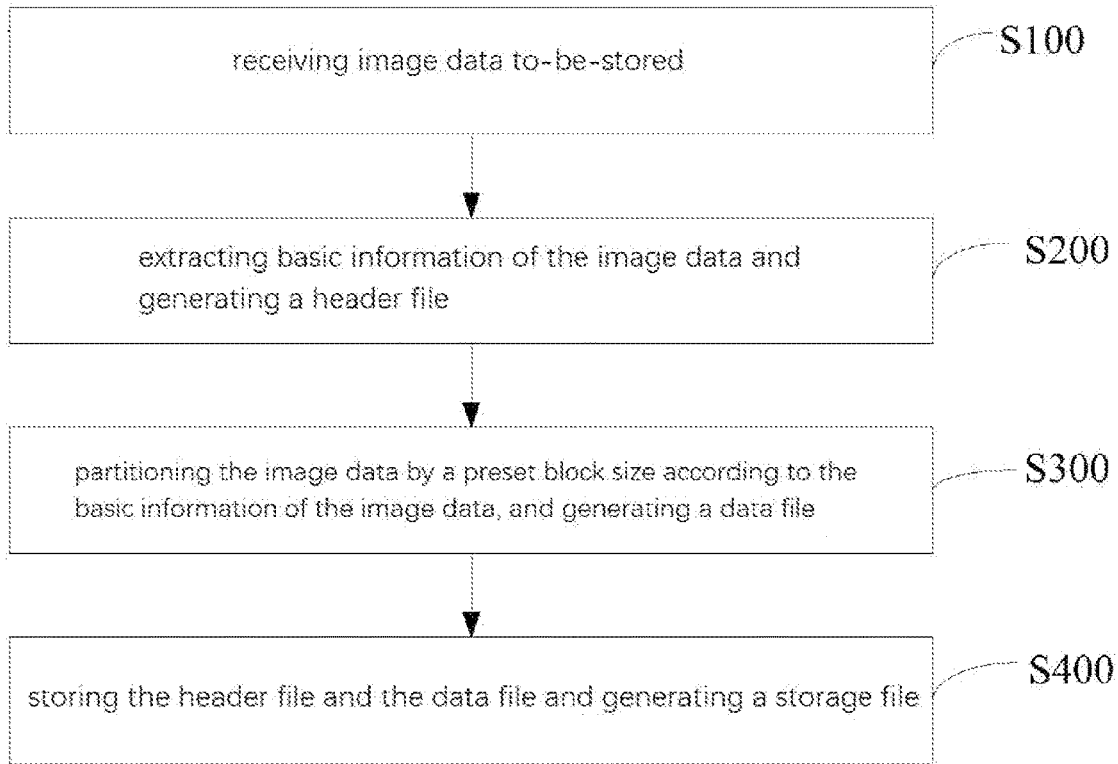 receiving image data to-be-stored
S100
extracting basic information of the image data and
generating a header file
S200
partitioning the image data by a preset block size according to the
basic information of the image data, and generating a data file
S300
storing the header file and the data file and generating a storage file
S400